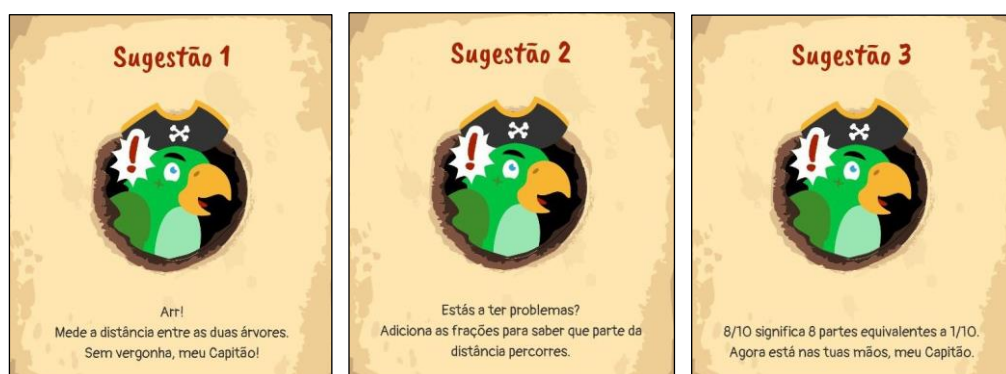 Sugestão 1
Arr!
Mede a distância entre as duas árvores.
Sem vergonha, meu Capitão!
Sugestão 2
Estás a ter problemas?
Adiciona as frações para saber que parte da
distância percorres.
Sugestão 3
8/10 significa 8 partes equivalentes a 1/10.
Agora está nas tuas mãos, meu Capitão.